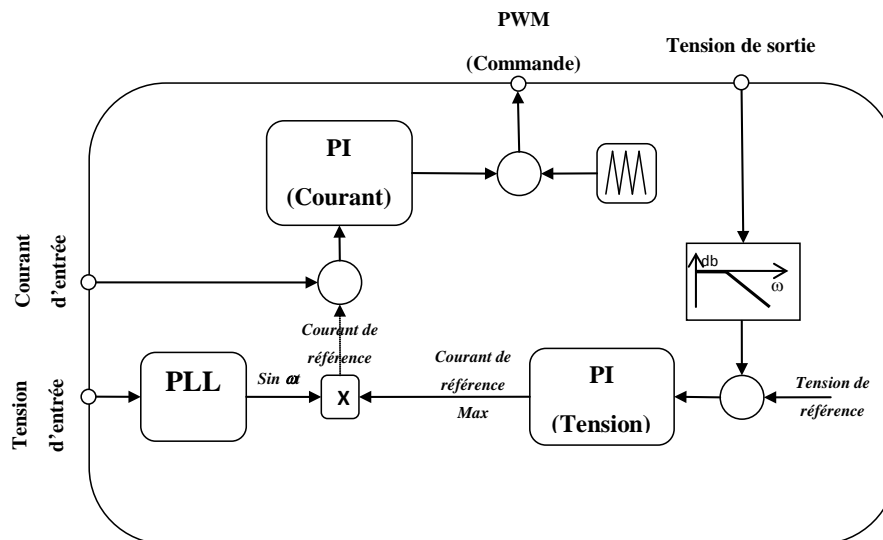 PWM
(Commande)
Tension de sortie
PI
(Courant)
Courant
d'entrée
db
ω
Courant de
référence
Courant de
référence
Max
PLL
Sin ωt
X
PI
(Tension)
Tension de
référence
Tension
d'entrée